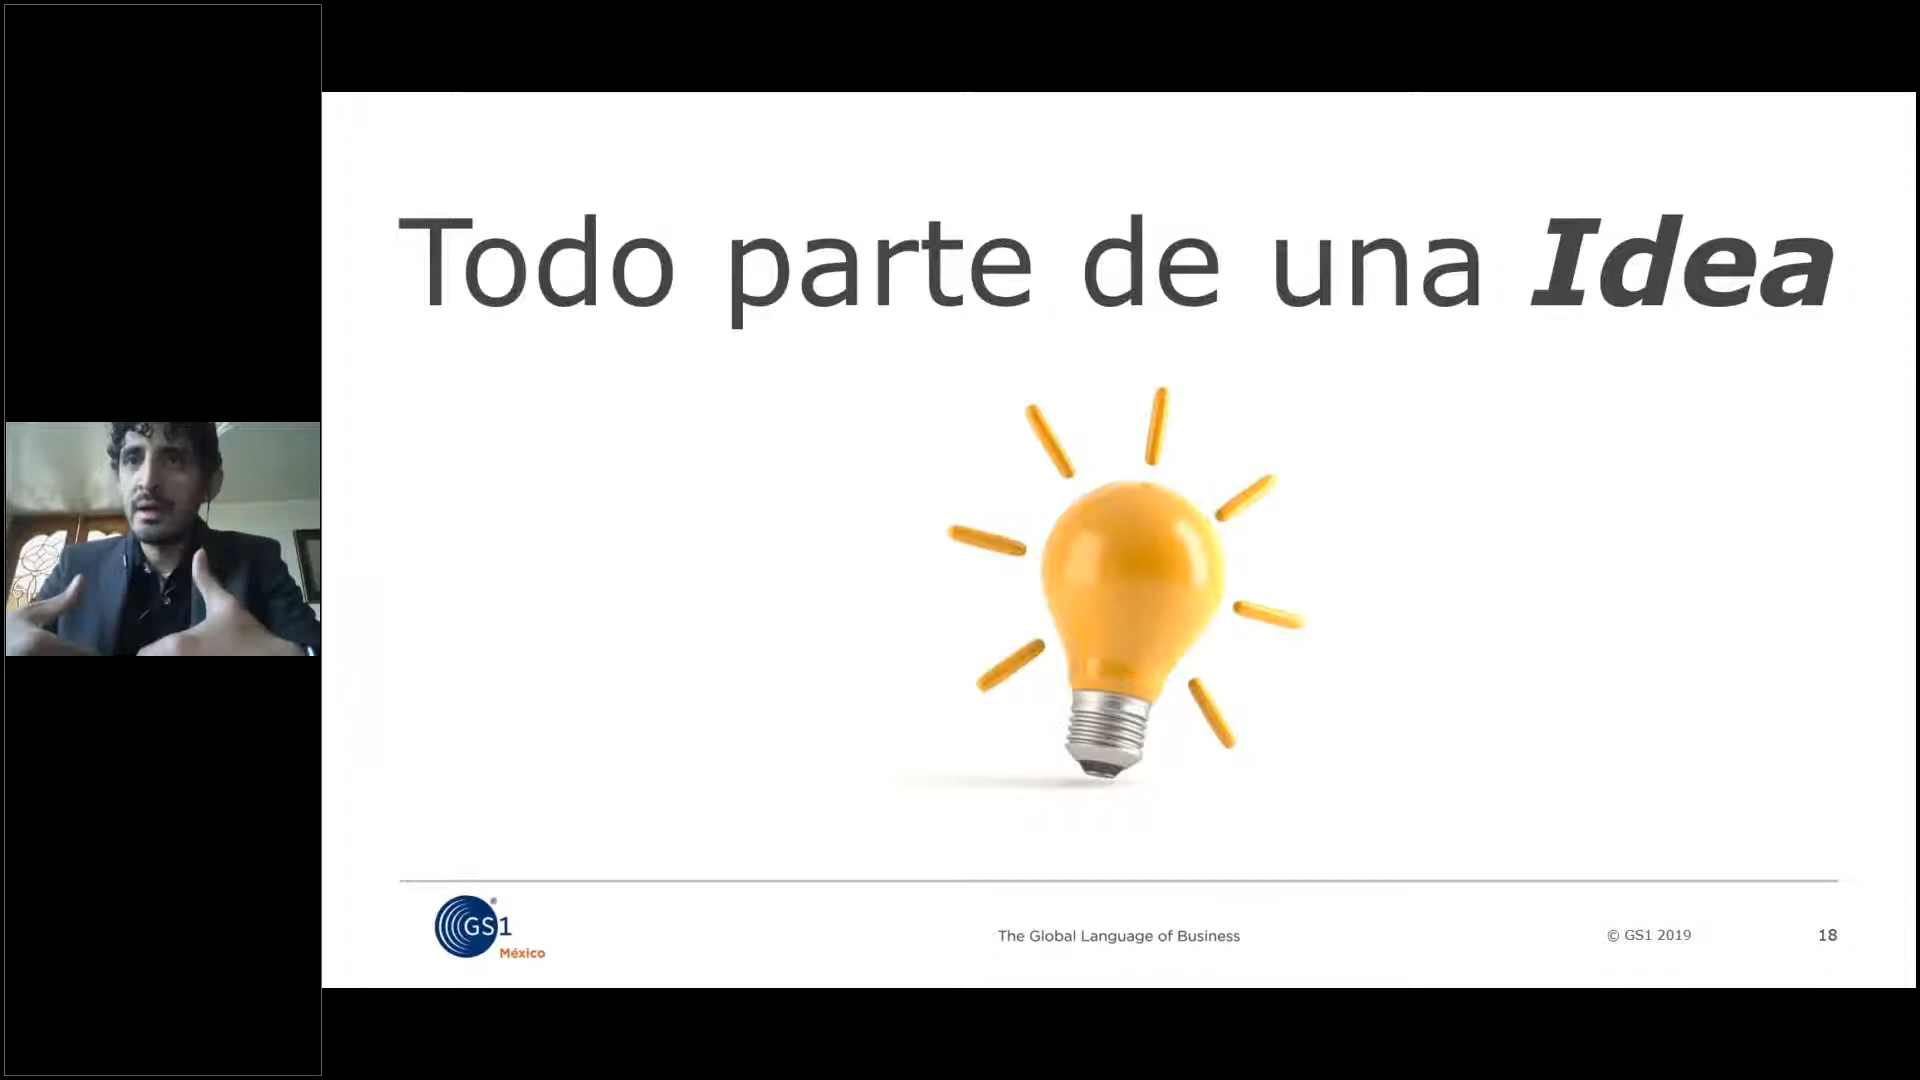 Todo parte de una Idea
GS1
México
The Global Language of Business
© GS1 2019
18